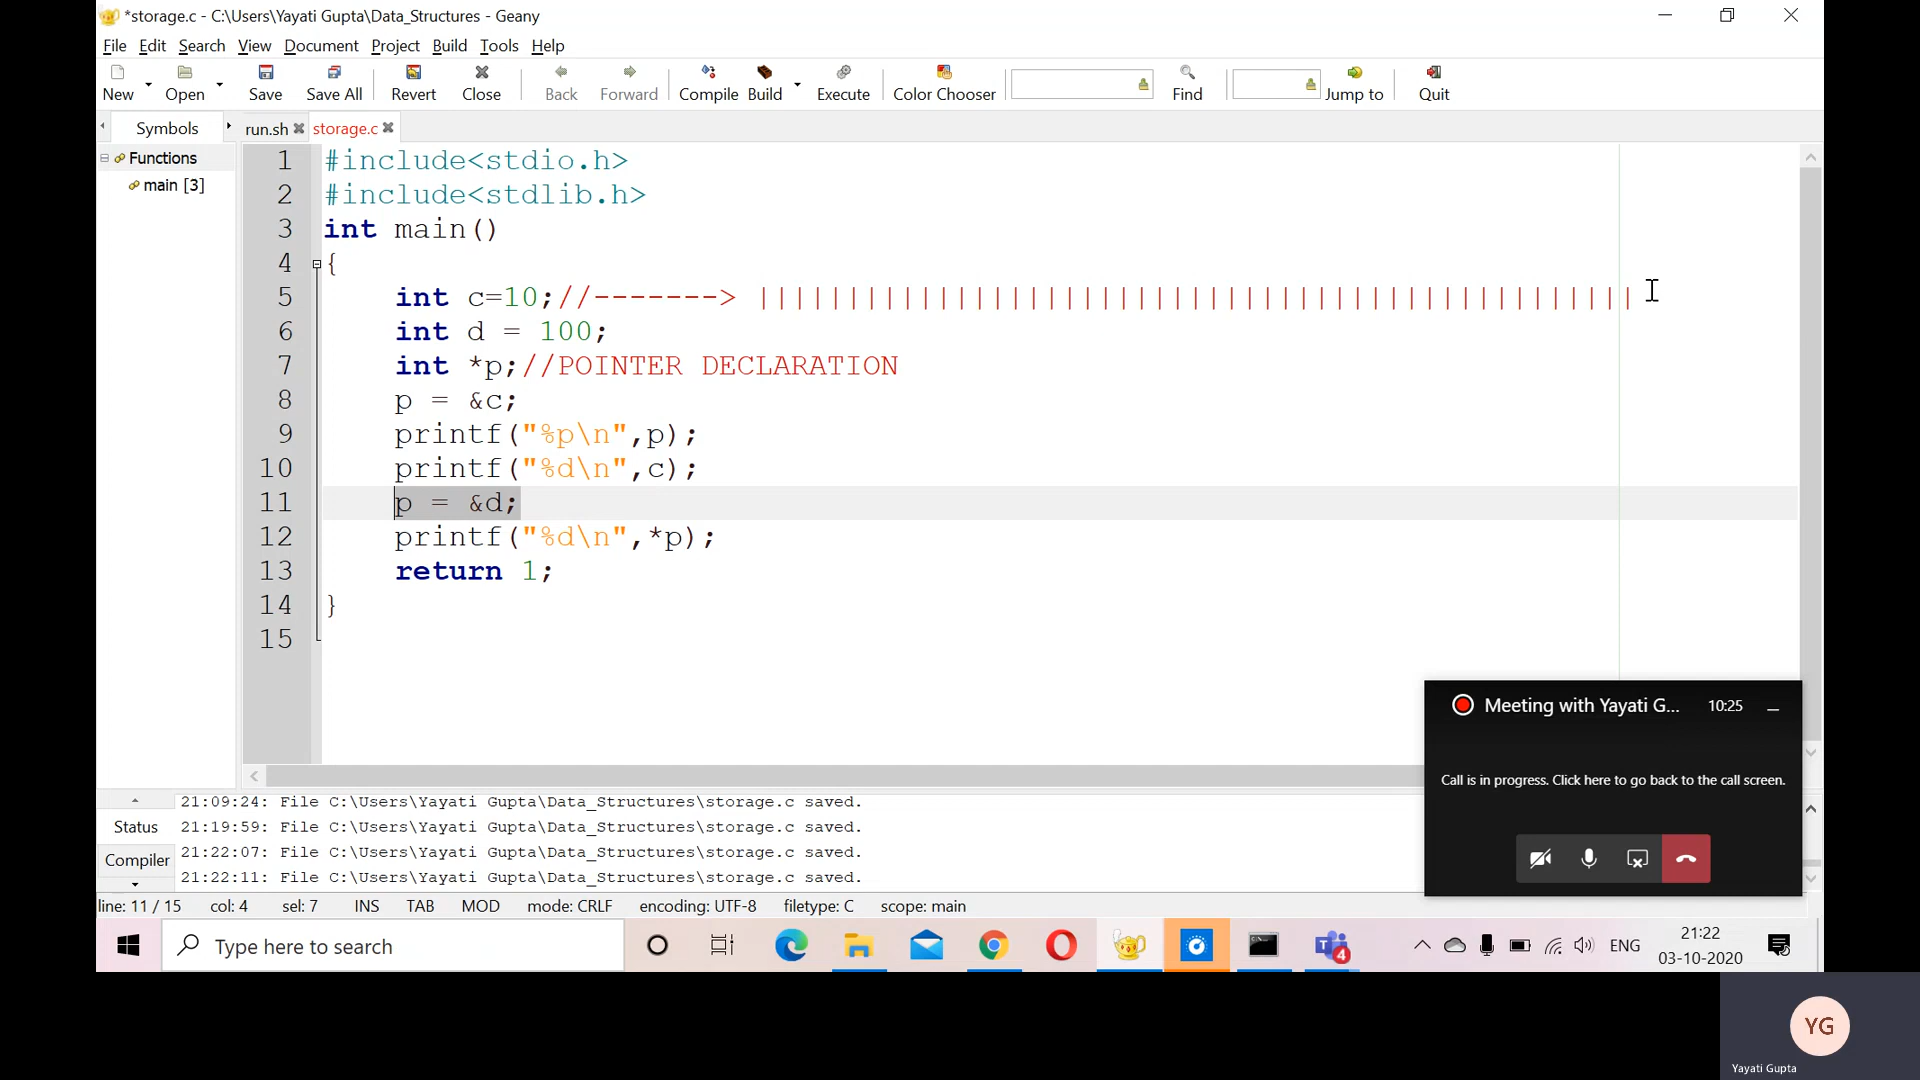 *storage.c - C:\Users\Yayati Gupta\Data_Structures - Geany
File Edit Search View Document Project Build Tools Help
New Open Save Save All Revert Close Back Forward Compile Build Execute Color Chooser Find Jump to Quit
Symbols run.sh storage.c
Functions
main [3]
1 #include<stdio.h>
2 #include<stdlib.h>
3 int main()
4 {
5 int c=10;//-------> |||||||||||||||||||||||||||||||||||||||||||||||||
6 int d = 100;
7 int *p;//POINTER DECLARATION
8 p = &c;
9 printf("%p\n",p);
10 printf("%d\n",c);
11 p = &d;
12 printf("%d\n",*p);
13 return 1;
14 }
15
Meeting with Yayati G... 10:25
Call is in progress. Click here to go back to the call screen.
Status
Compiler
21:09:24: File C:\Users\Yayati Gupta\Data_Structures\storage.c saved.
21:19:59: File C:\Users\Yayati Gupta\Data_Structures\storage.c saved.
21:22:07: File C:\Users\Yayati Gupta\Data_Structures\storage.c saved.
21:22:11: File C:\Users\Yayati Gupta\Data_Structures\storage.c saved.
line: 11 / 15 col: 4 sel: 7 INS TAB MOD mode: CRLF encoding: UTF-8 filetype: C scope: main
Type here to search
4
ENG
21:22
03-10-2020
YG
Yayati Gupta